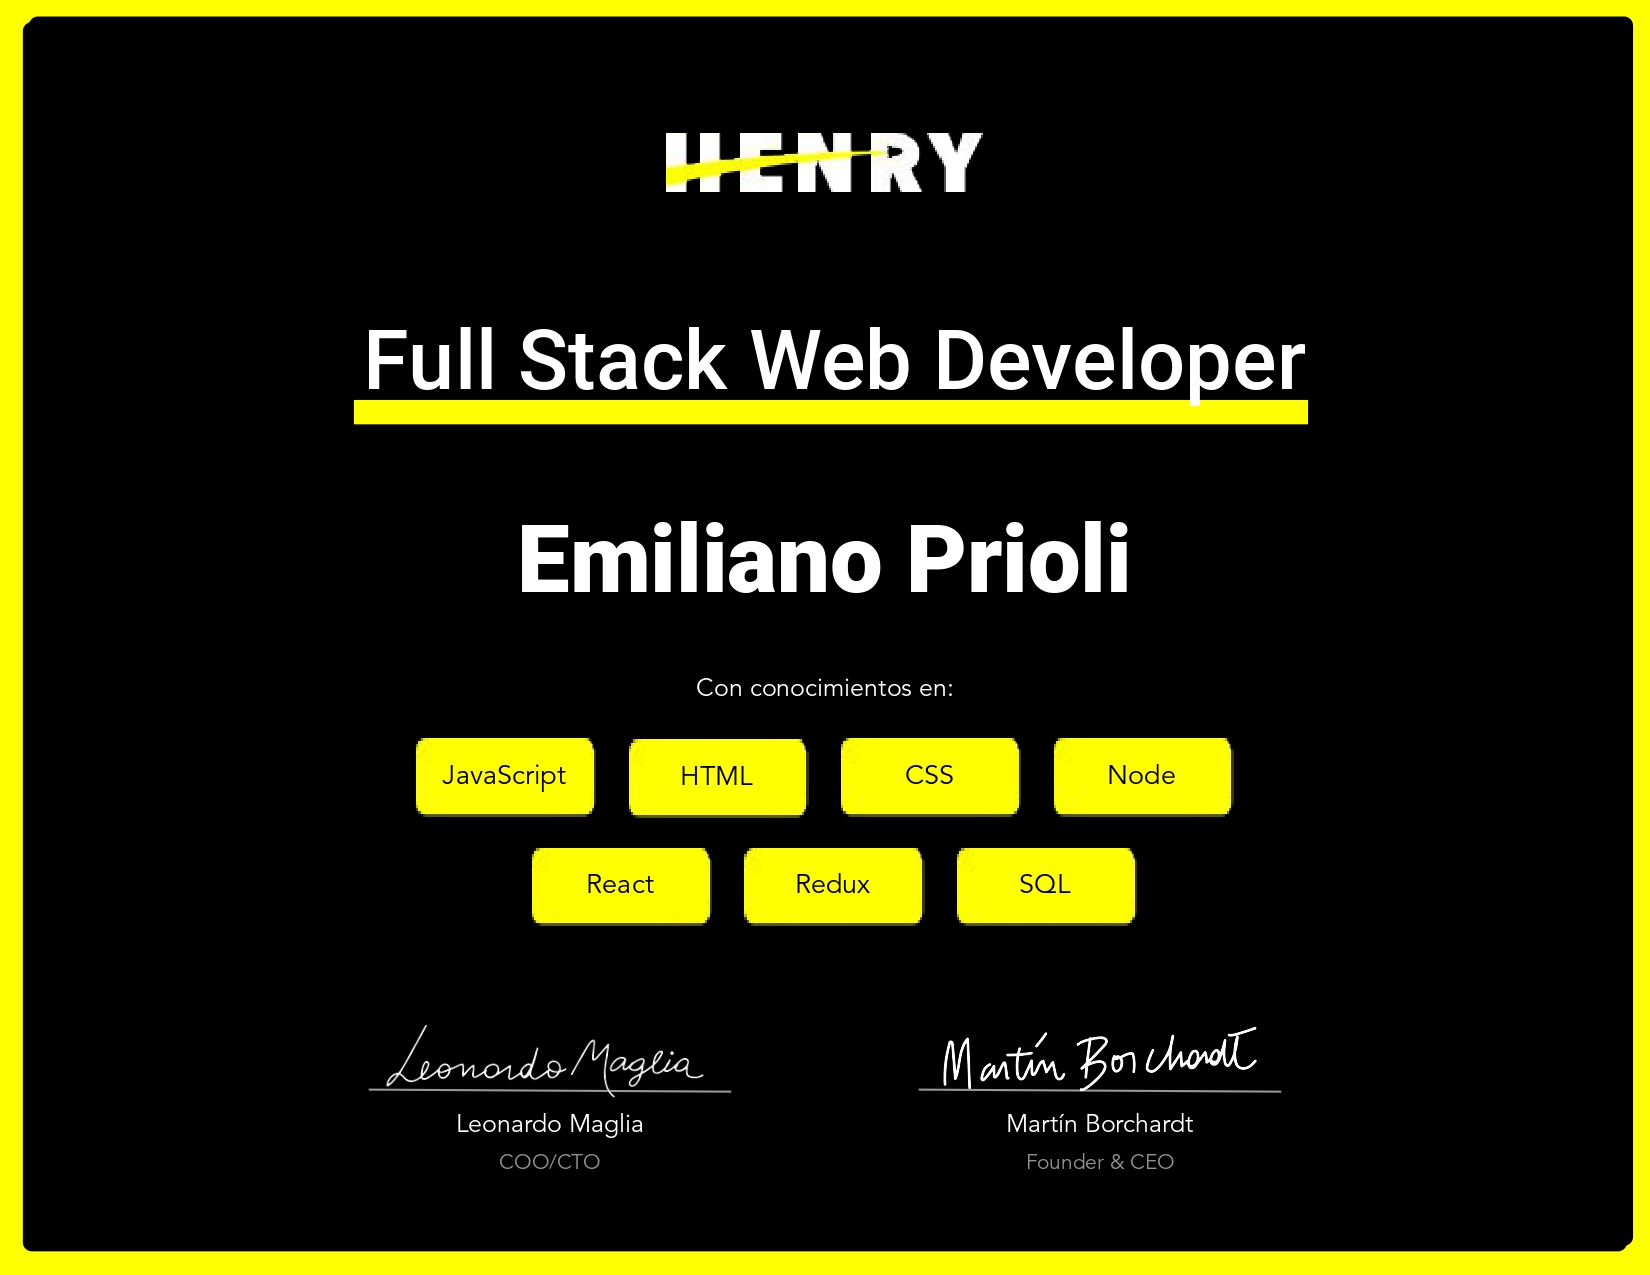 HENRY
Full Stack Web Developer
Emiliano Prioli
Con conocimientos en:
JavaScript HTML CSS Node
React Redux SQL
Leonardo Maglia Martín Borchardt
Leonardo Maglia Martín Borchardt
COO/CTO Founder & CEO